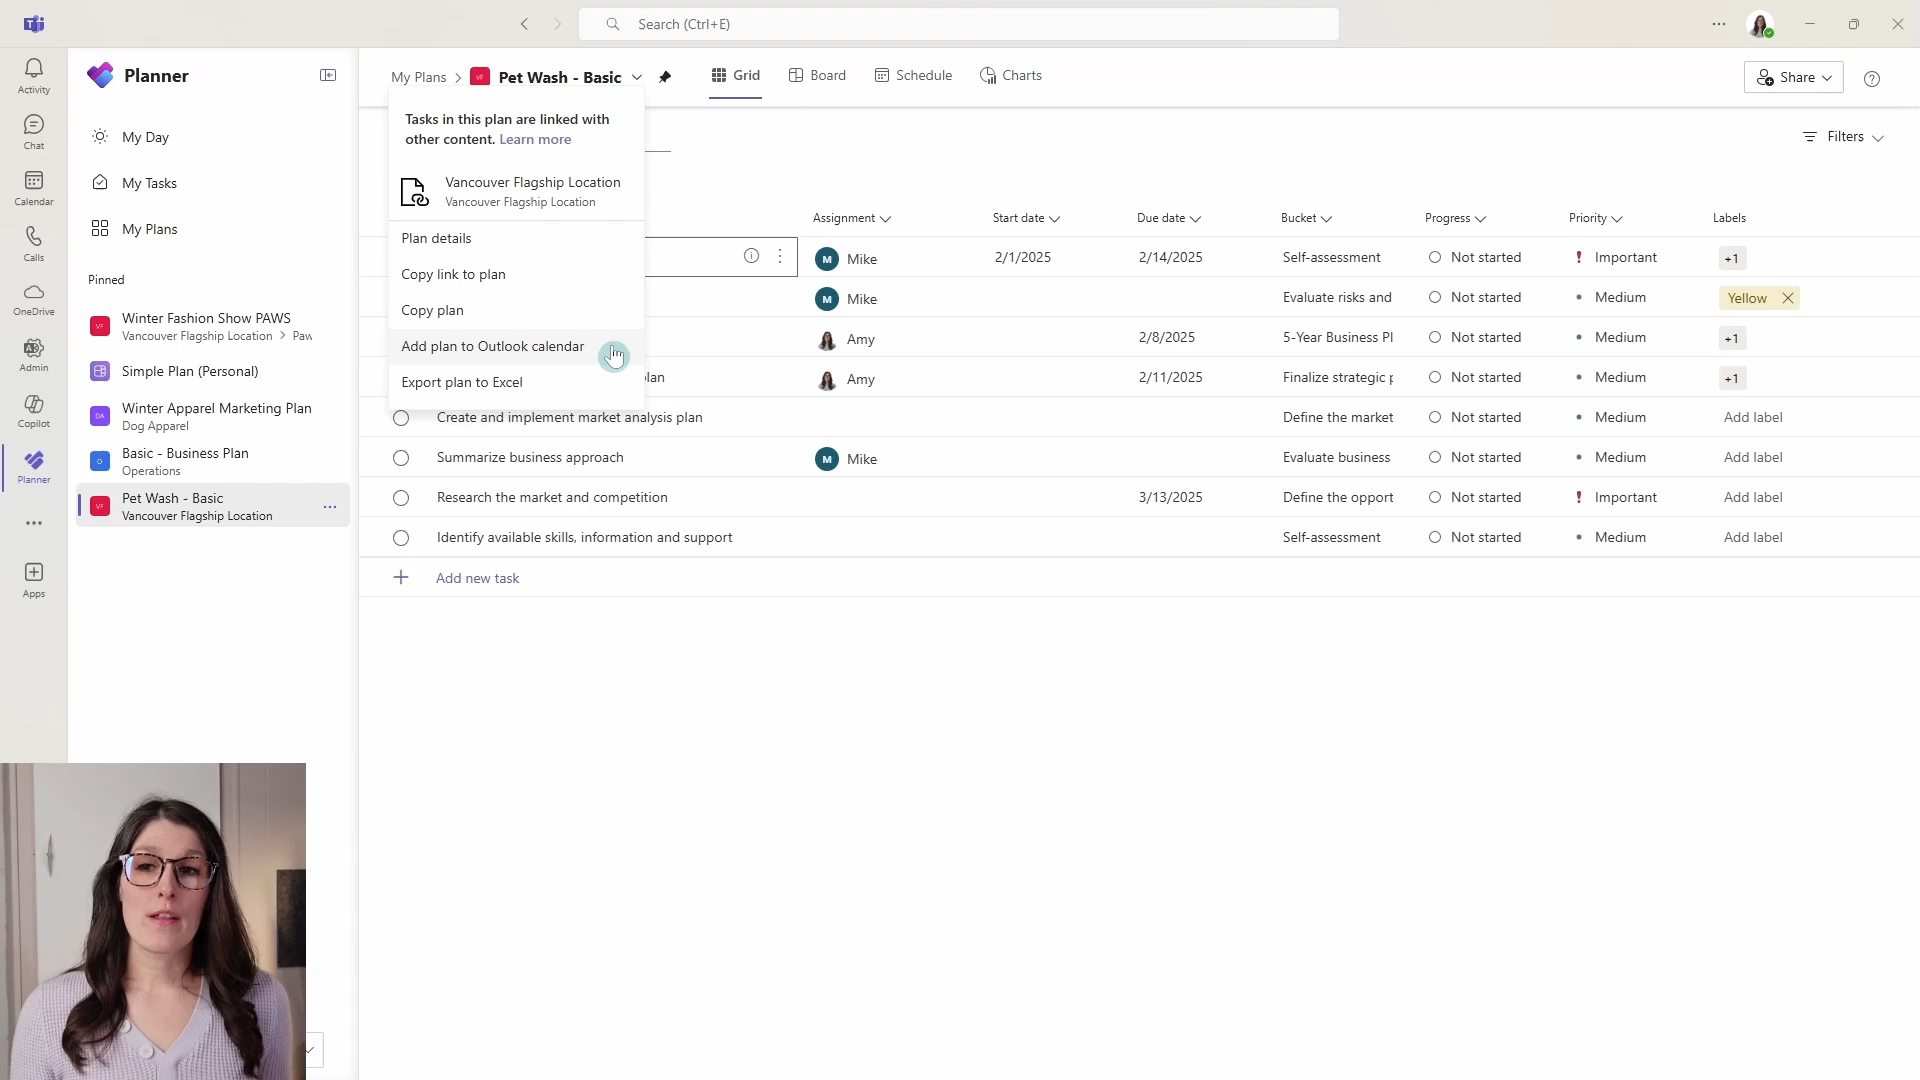 Search (Ctrl+E)
Activity
Chat
Calendar
Calls
OneDrive
Admin
Copilot
Planner
Apps
Planner
My Day
My Tasks
My Plans
Pinned
VF
Winter Fashion Show PAWS
Vancouver Flagship Location > Paw
Simple Plan (Personal)
DA
Winter Apparel Marketing Plan
Dog Apparel
O
Basic - Business Plan
Operations
VF
Pet Wash - Basic
Vancouver Flagship Location
My Plans > VF Pet Wash - Basic
Grid
Board
Schedule
Charts
Share
Filters
Tasks in this plan are linked with
other content. Learn more
Vancouver Flagship Location
Vancouver Flagship Location
Plan details
Copy link to plan
Copy plan
Add plan to Outlook calendar
Export plan to Excel
Assignment Start date Due date Bucket Progress Priority Labels
M Mike 2/1/2025 2/14/2025 Self-assessment Not started Important +1
M Mike Evaluate risks and Not started Medium Yellow
Amy 2/8/2025 5-Year Business Pl Not started Medium +1
lan Amy 2/11/2025 Finalize strategic p Not started Medium +1
Create and implement market analysis plan Define the market Not started Medium Add label
Summarize business approach M Mike Evaluate business Not started Medium Add label
Research the market and competition 3/13/2025 Define the opport Not started Important Add label
Identify available skills, information and support Self-assessment Not started Medium Add label
Add new task